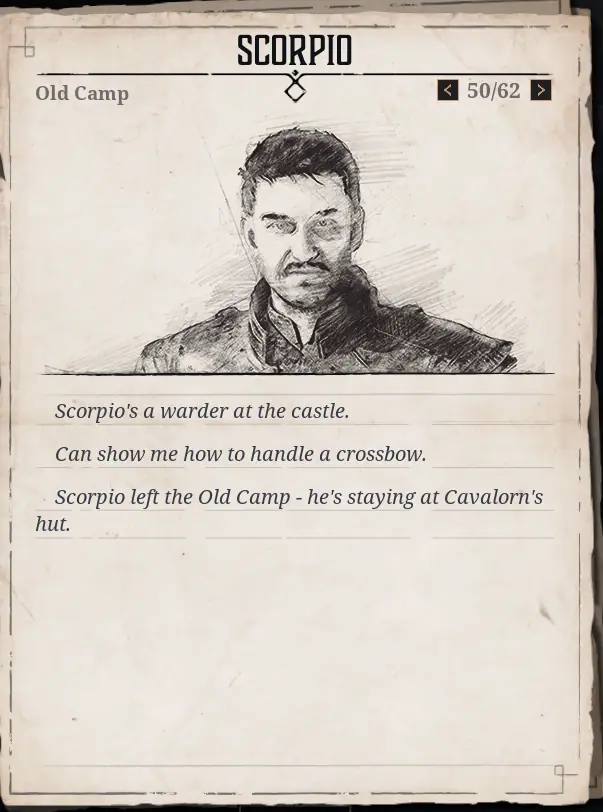 SCORPIO
Old Camp
< 50/62 >
Scorpio's a warder at the castle.
Can show me how to handle a crossbow.
Scorpio left the Old Camp - he's staying at Cavalorn's
hut.